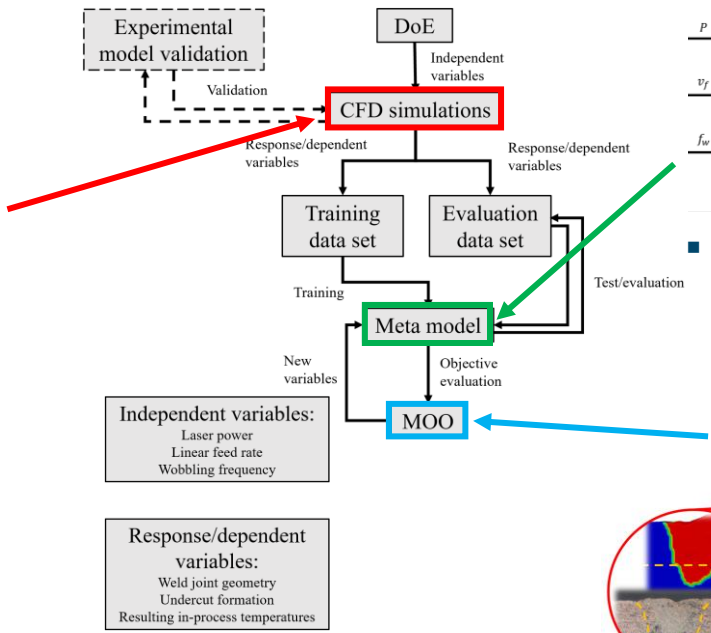 Experimental
model validation
DoE
P
Independent
variables
Validation
CFD simulations
v_f
Response/dependent
variables
Response/dependent
variables
f_w
Training
data set
Evaluation
data set
Training
Test/evaluation
Meta model
New
variables
Objective
evaluation
MOO
Independent variables:
Laser power
Linear feed rate
Wobbling frequency
Response/dependent
variables:
Weld joint geometry
Undercut formation
Resulting in-process temperatures